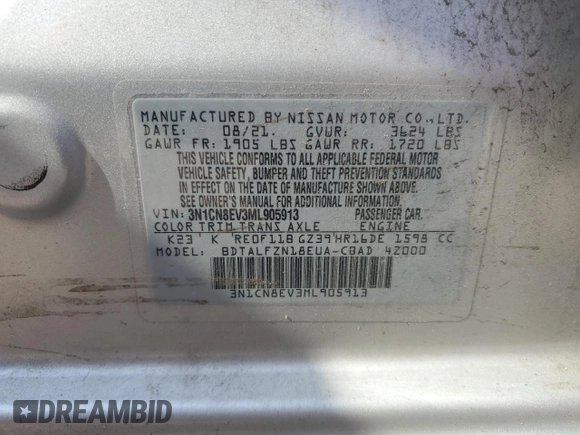 MANUFACTURED BY NISSAN MOTOR CO.,LTD.
DATE: 08/21. GVWR: 3624 LBS
GAWR FR: 1905 LBS GAWR RR: 1720 LBS
THIS VEHICLE CONFORMS TO ALL APPLICABLE FEDERAL MOTOR
VEHICLE SAFETY, BUMPER AND THEFT PREVENTION STANDARDS
IN EFFECT ON THE DATE OF MANUFACTURE SHOWN ABOVE.
SEE OWNER'S MANUAL FOR ADDITIONAL INFO.
VIN: 3N1CN8EV3ML905913 PASSENGER CAR.
COLOR TRIM TRANS AXLE ENGINE
K23 K RE0F11B GZ39 HR16DE 1598 CC
MODEL: BDTALFZN18EUA-CBAD 4Z000
3N1CN8EV3ML905913
DREAMBID